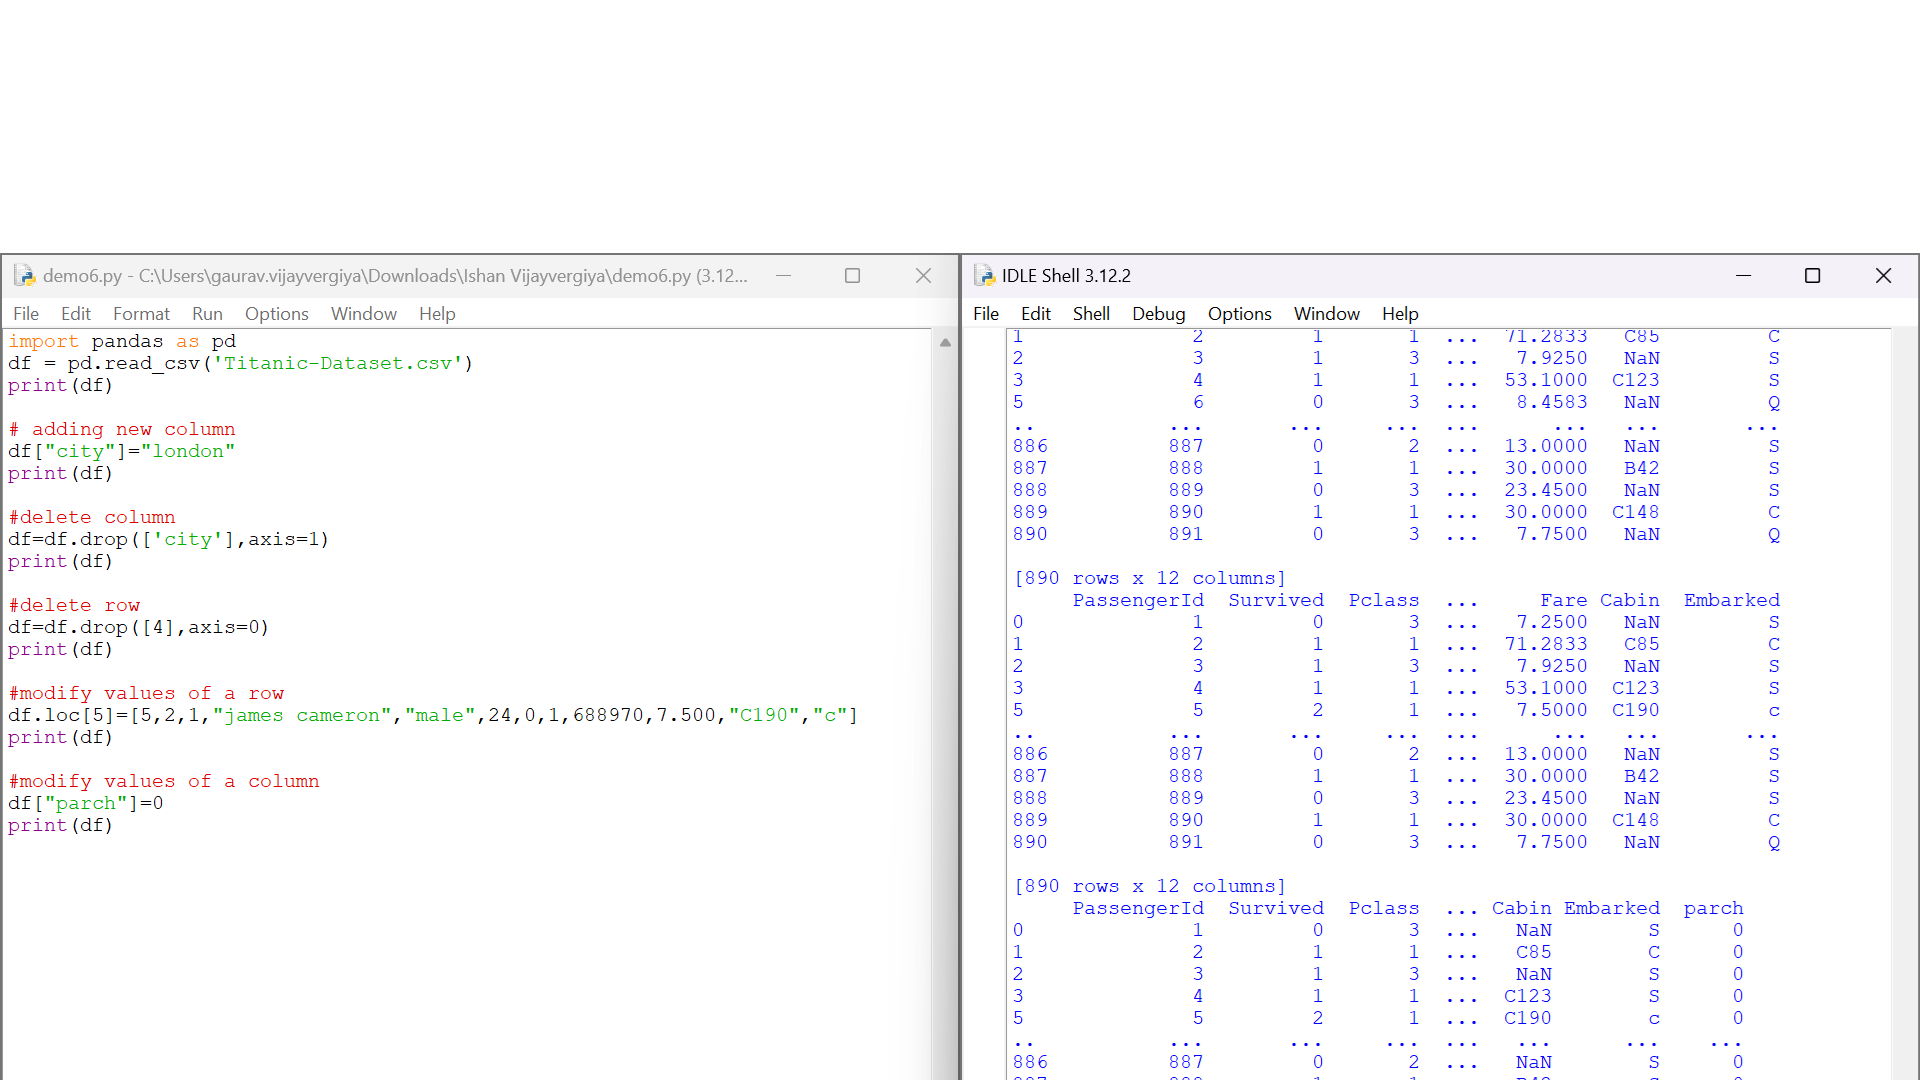 demo6.py - C:\Users\gaurav.vijayvergiya\Downloads\Ishan Vijayvergiya\demo6.py (3.12...
File Edit Format Run Options Window Help
import pandas as pd
df = pd.read_csv('Titanic-Dataset.csv')
print(df)
# adding new column
df["city"]="london"
print(df)
#delete column
df=df.drop(['city'],axis=1)
print(df)
#delete row
df=df.drop([4],axis=0)
print(df)
#modify values of a row
df.loc[5]=[5,2,1,"james cameron","male",24,0,1,688970,7.500,"C190","c"]
print(df)
#modify values of a column
df["parch"]=0
print(df)
IDLE Shell 3.12.2
File Edit Shell Debug Options Window Help
1 2 1 1 ... 71.2833 C85 C
2 3 1 3 ... 7.9250 NaN S
3 4 1 1 ... 53.1000 C123 S
5 6 0 3 ... 8.4583 NaN Q
.. ... ... ... ... ... ... ...
886 887 0 2 ... 13.0000 NaN S
887 888 1 1 ... 30.0000 B42 S
888 889 0 3 ... 23.4500 NaN S
889 890 1 1 ... 30.0000 C148 C
890 891 0 3 ... 7.7500 NaN Q
[890 rows x 12 columns]
PassengerId Survived Pclass ... Fare Cabin Embarked
0 1 0 3 ... 7.2500 NaN S
1 2 1 1 ... 71.2833 C85 C
2 3 1 3 ... 7.9250 NaN S
3 4 1 1 ... 53.1000 C123 S
5 5 2 1 ... 7.5000 C190 c
.. ... ... ... ... ... ... ...
886 887 0 2 ... 13.0000 NaN S
887 888 1 1 ... 30.0000 B42 S
888 889 0 3 ... 23.4500 NaN S
889 890 1 1 ... 30.0000 C148 C
890 891 0 3 ... 7.7500 NaN Q
[890 rows x 12 columns]
PassengerId Survived Pclass ... Cabin Embarked parch
0 1 0 3 ... NaN S 0
1 2 1 1 ... C85 C 0
2 3 1 3 ... NaN S 0
3 4 1 1 ... C123 S 0
5 5 2 1 ... C190 c 0
.. ... ... ... ... ... ... ...
886 887 0 2 ... NaN S 0